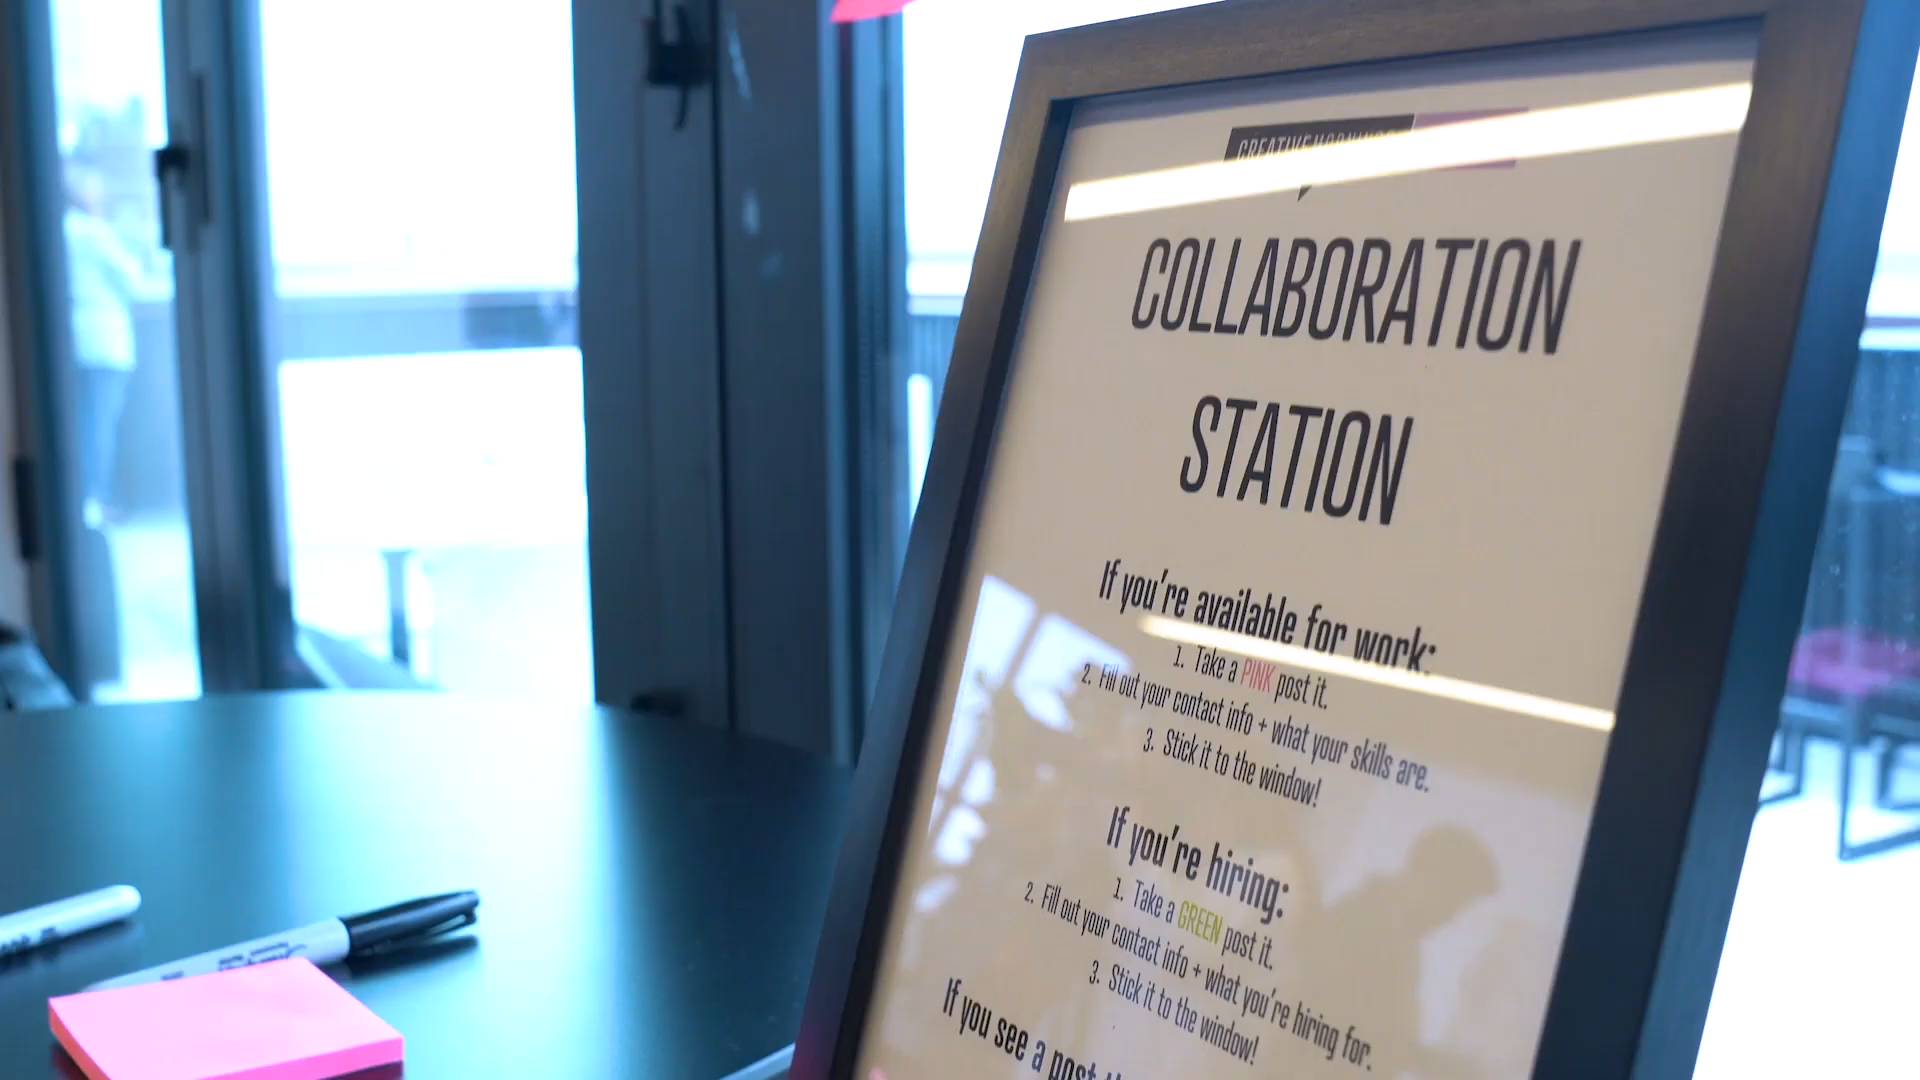 CREATIVEMORNINGS
COLLABORATION
STATION
If you're available for work:
1. Take a PINK post it.
2. Fill out your contact info + what your skills are.
3. Stick it to the window!
If you're hiring:
1. Take a GREEN post it.
2. Fill out your contact info + what you're hiring for.
3. Stick it to the window!
If you see a post